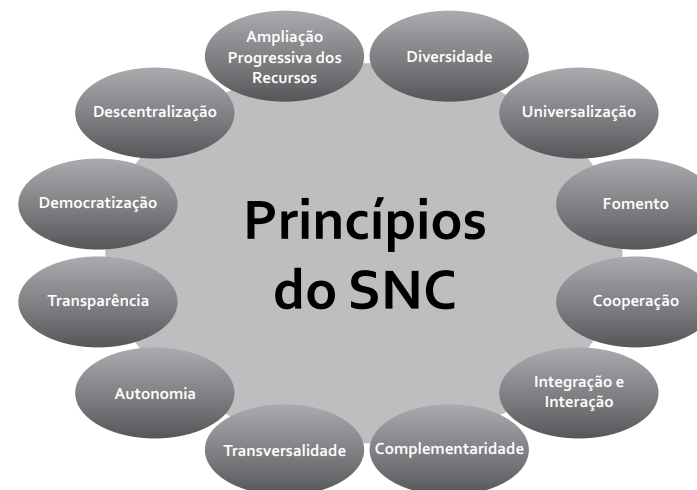 Ampliação
Progressiva dos
Recursos
Diversidade
Descentralização
Universalização
Democratização
Fomento
Princípios
do SNC
Transparência
Cooperação
Autonomia
Integração e
Interação
Transversalidade
Complementaridade